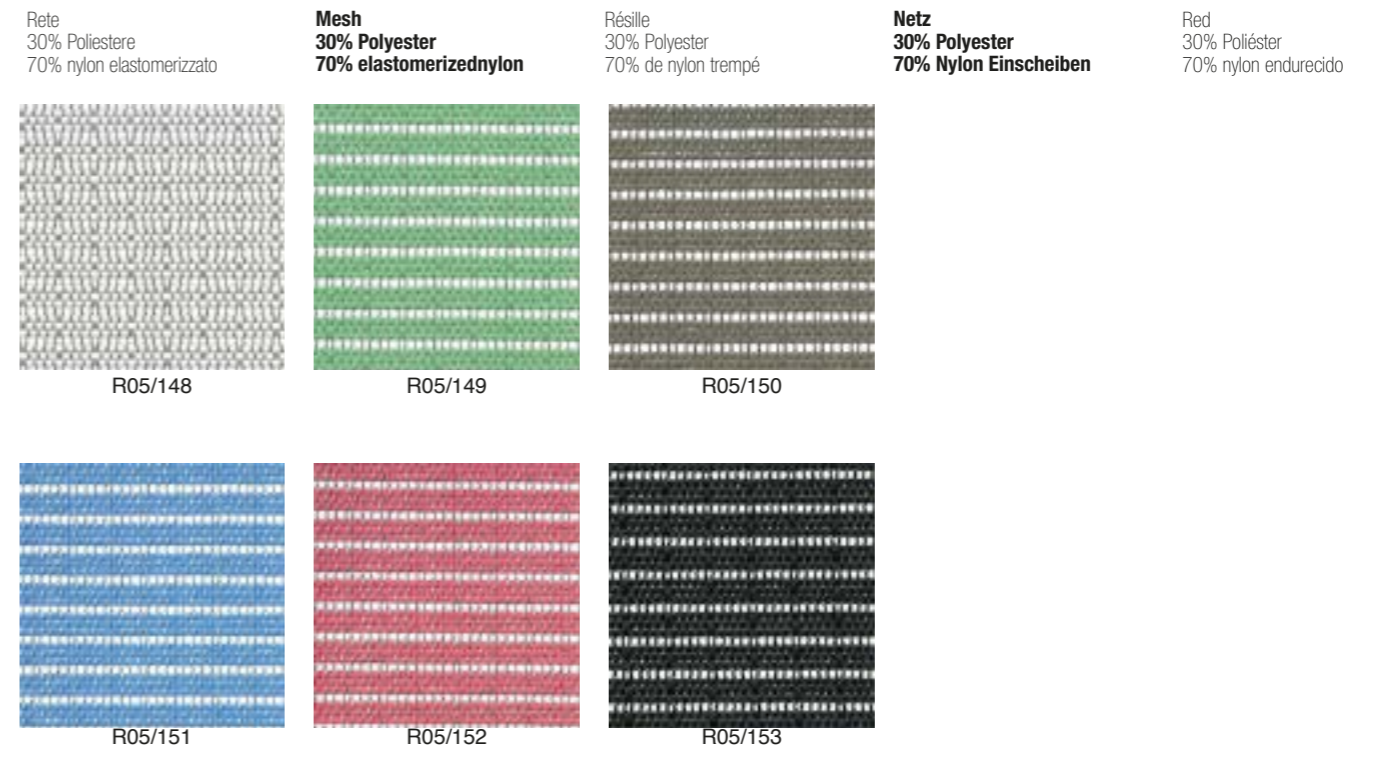 Rete
30% Poliestere
70% nylon elastomerizzato
Mesh
30% Polyester
70% elastomerizednylon
Résille
30% Polyester
70% de nylon trempé
Netz
30% Polyester
70% Nylon Einscheiben
Red
30% Poliéster
70% nylon endurecido
R05/148
R05/149
R05/150
R05/151
R05/152
R05/153